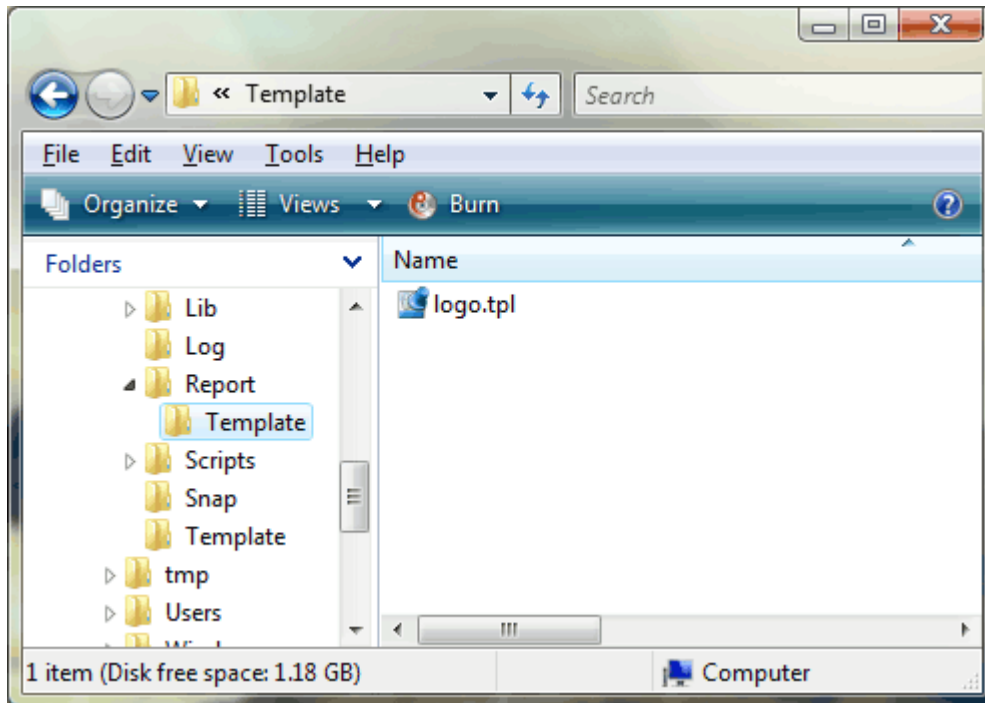 « Template
Search
File Edit View Tools Help
Organize Views Burn
Folders
Name
Lib
logo.tpl
Log
Report
Template
Scripts
Snap
Template
tmp
Users
1 item (Disk free space: 1.18 GB)
Computer